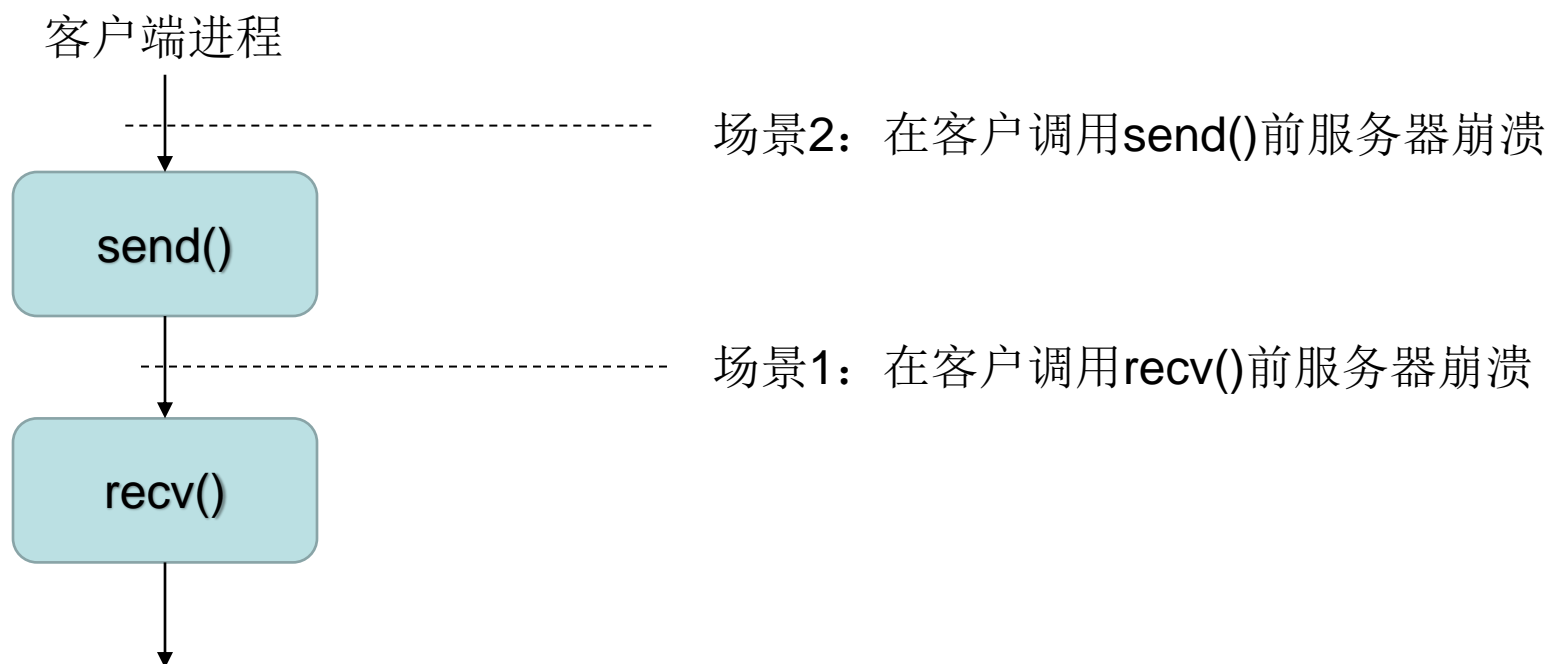 客户端进程
场景2：在客户调用send()前服务器崩溃
send()
场景1：在客户调用recv()前服务器崩溃
recv()